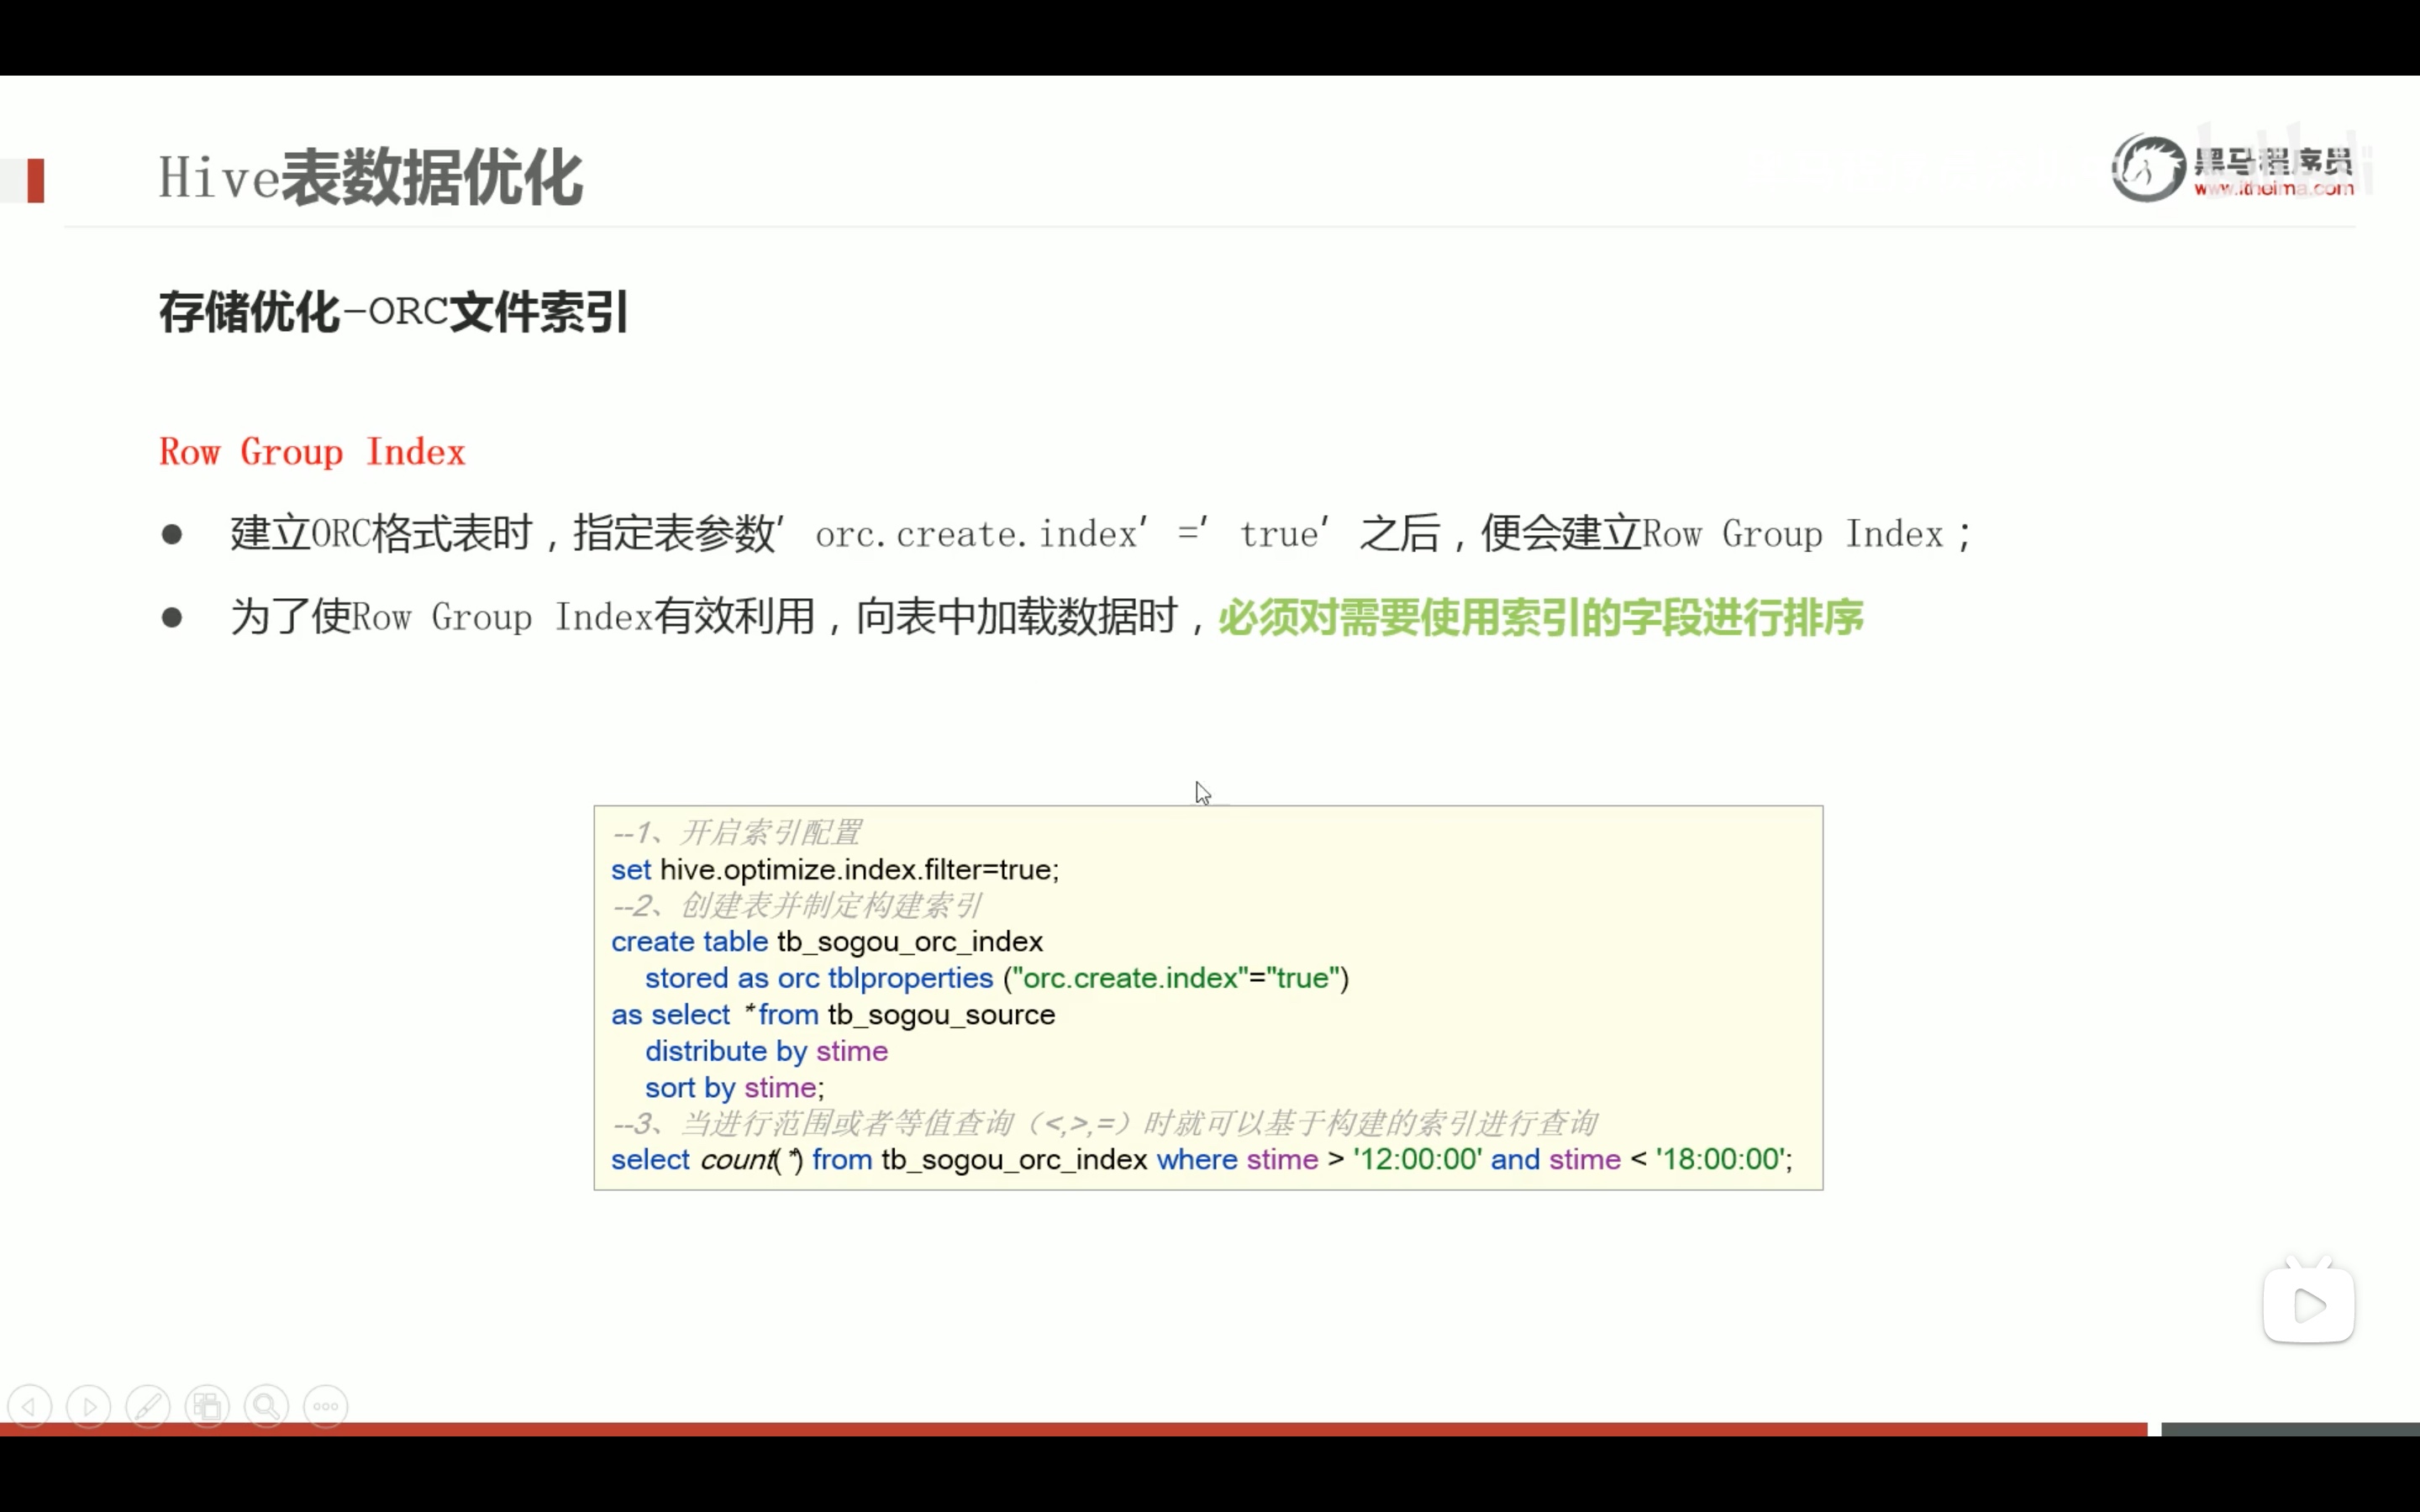 Hive表数据优化
黑马程序员
www.itheima.com
存储优化-ORC文件索引
Row Group Index
● 建立ORC格式表时，指定表参数’orc.create.index’=’true’之后，便会建立Row Group Index；
● 为了使Row Group Index有效利用，向表中加载数据时，必须对需要使用索引的字段进行排序
--1、开启索引配置
set hive.optimize.index.filter=true;
--2、创建表并制定构建索引
create table tb_sogou_orc_index
stored as orc tblproperties ("orc.create.index"="true")
as select *from tb_sogou_source
distribute by stime
sort by stime;
--3、当进行范围或者等值查询（<,>,=）时就可以基于构建的索引进行查询
select count(*) from tb_sogou_orc_index where stime > '12:00:00' and stime < '18:00:00';